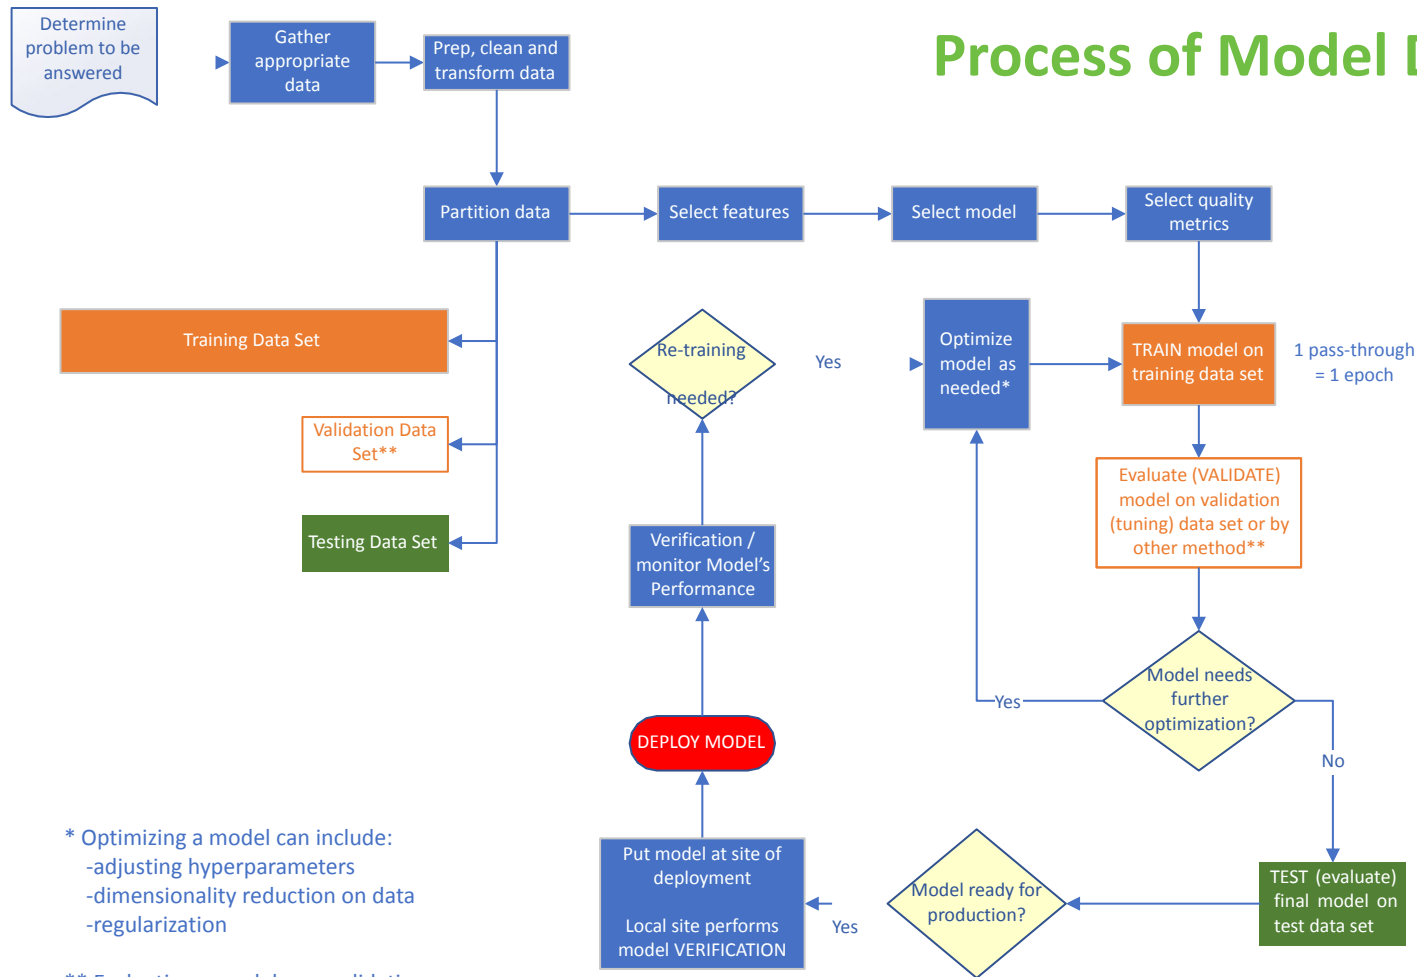 Determine
problem to be
answered
Gather
appropriate
data
Prep, clean and
transform data
Process of Model
Partition data
Select features
Select model
Select quality
metrics
Training Data Set
Validation Data
Set**
Testing Data Set
Re-training
needed?
Yes
Optimize
model as
needed*
TRAIN model on
training data set
1 pass-through
= 1 epoch
Evaluate (VALIDATE)
model on validation
(tuning) data set or by
other method**
Verification /
monitor Model's
Performance
Model needs
further
optimization?
Yes
No
DEPLOY MODEL
Put model at site of
deployment
Local site performs
model VERIFICATION
Yes
Model ready for
production?
TEST (evaluate)
final model on
test data set
* Optimizing a model can include:
-adjusting hyperparameters
-dimensionality reduction on data
-regularization